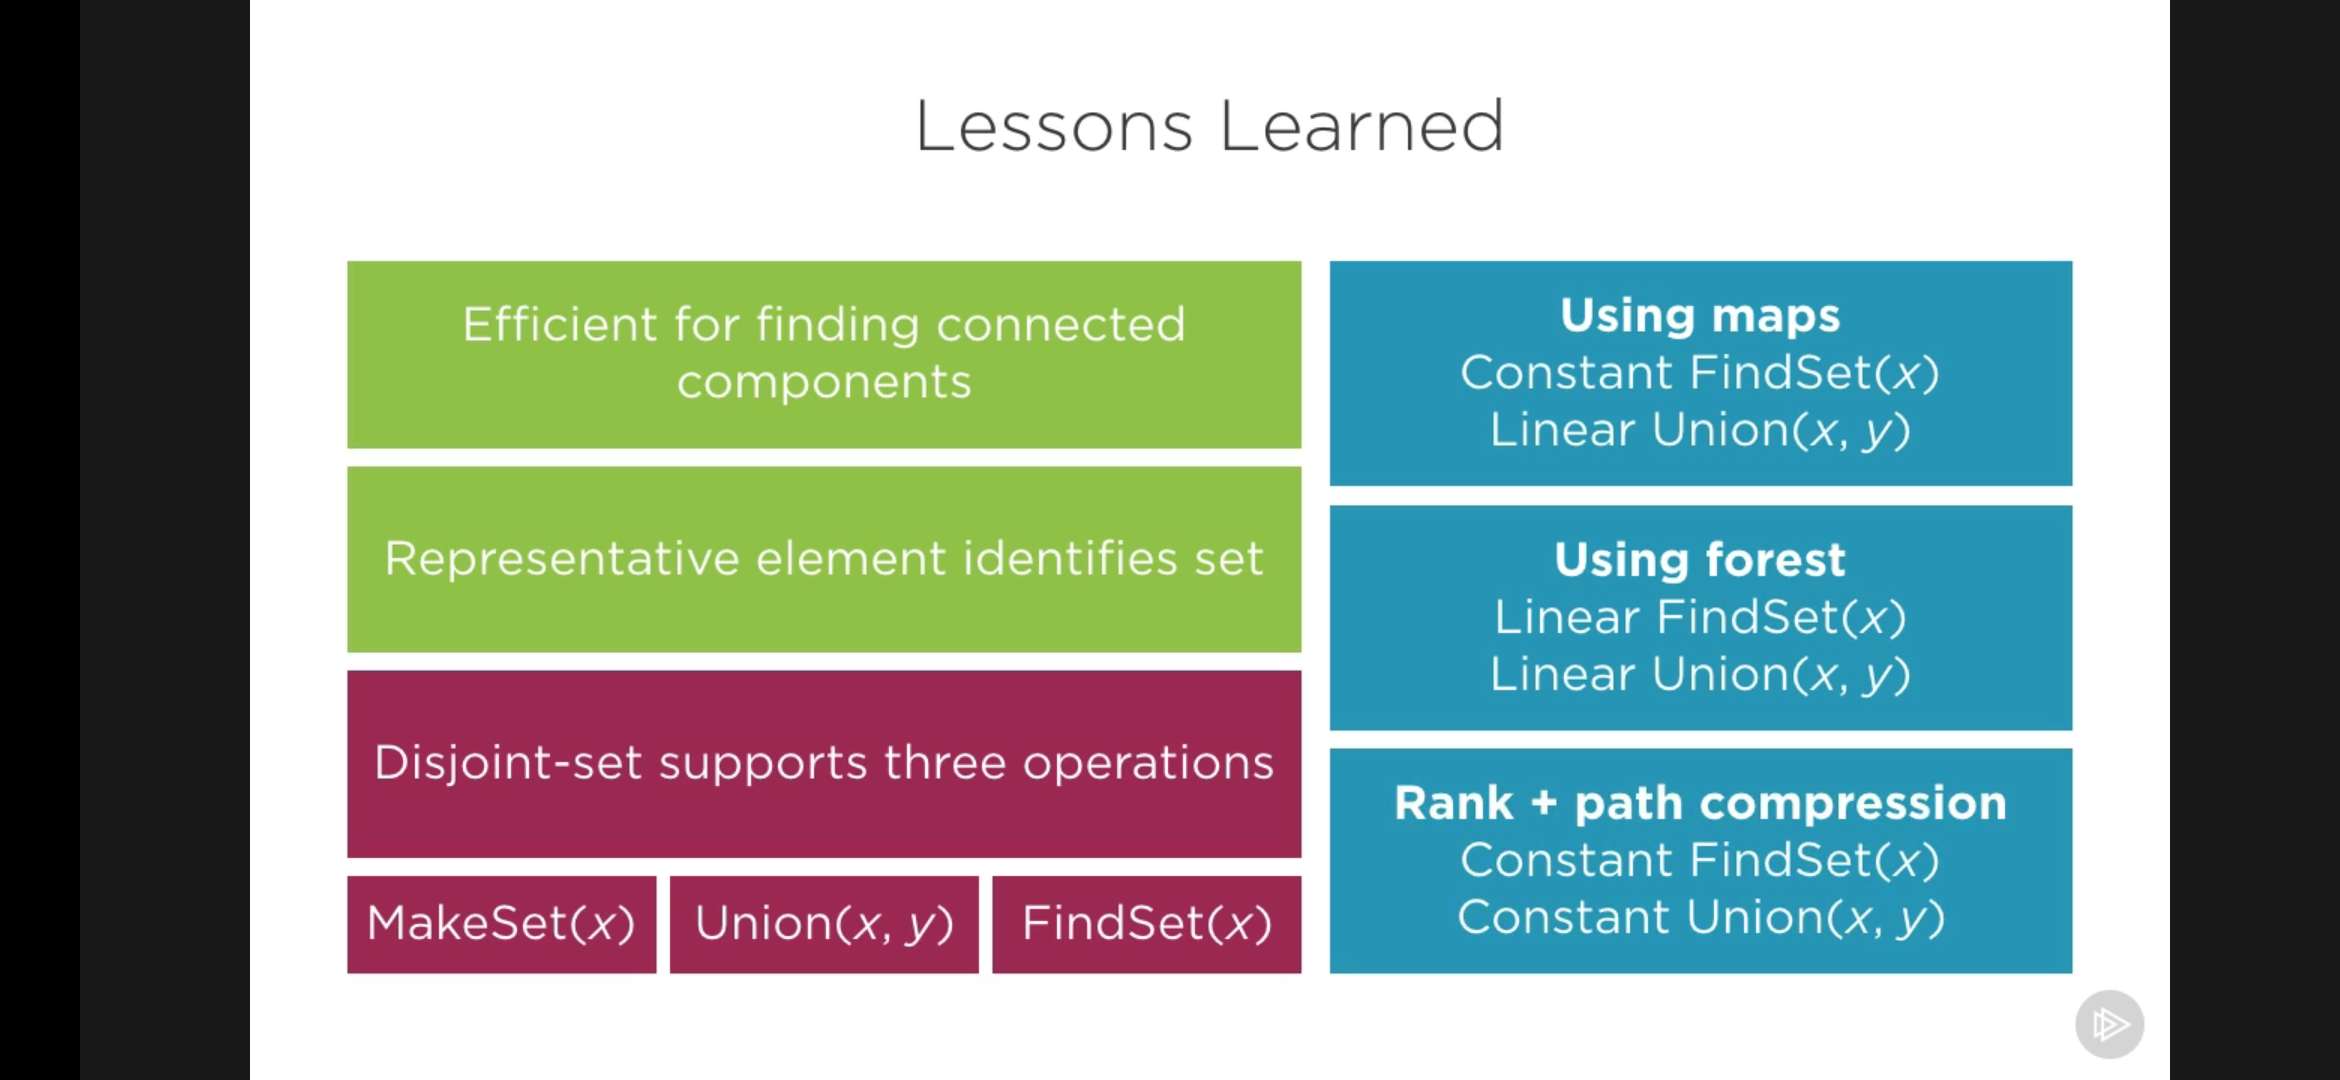 Lessons Learned
Efficient for finding connected
components
Representative element identifies set
Disjoint-set supports three operations
MakeSet(x)
Union(x, y)
FindSet(x)
Using maps
Constant FindSet(x)
Linear Union(x, y)
Using forest
Linear FindSet(x)
Linear Union(x, y)
Rank + path compression
Constant FindSet(x)
Constant Union(x, y)